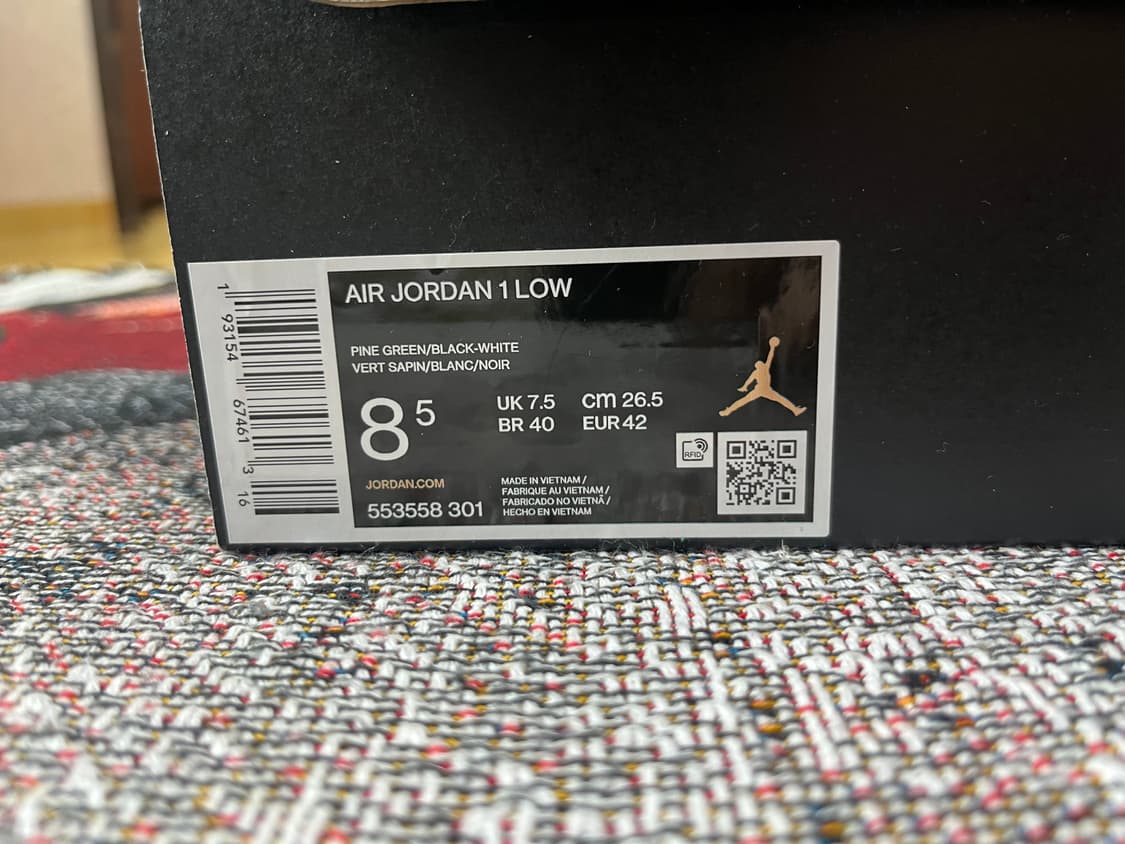 AIR JORDAN 1 LOW
PINE GREEN/BLACK-WHITE
VERT SAPIN/BLANC/NOIR
8 5
UK 7.5 cm 26.5
BR 40 EUR 42
RFID
JORDAN.COM
553558 301
MADE IN VIETNAM /
FABRIQUE AU VIETNAM /
FABRICADO NO VIETNÃ /
HECHO EN VIETNAM
1 93154 67461 3 16